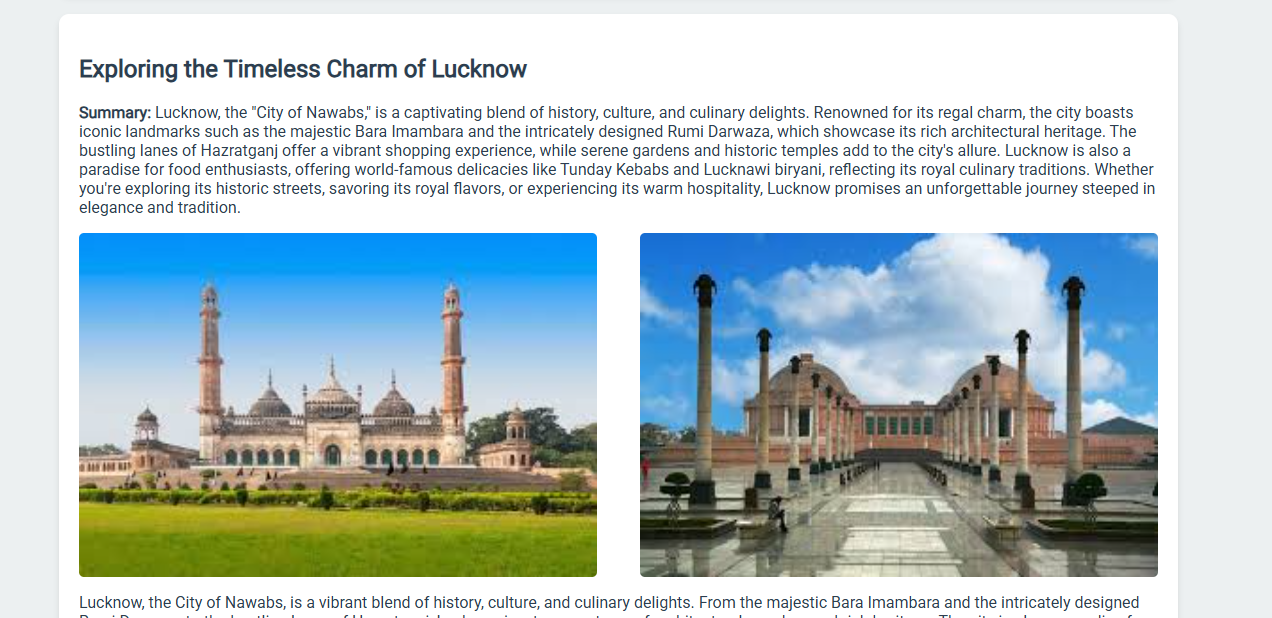 Exploring the Timeless Charm of Lucknow
Summary: Lucknow, the "City of Nawabs," is a captivating blend of history, culture, and culinary delights. Renowned for its regal charm, the city boasts
iconic landmarks such as the majestic Bara Imambara and the intricately designed Rumi Darwaza, which showcase its rich architectural heritage. The
bustling lanes of Hazratganj offer a vibrant shopping experience, while serene gardens and historic temples add to the city's allure. Lucknow is also a
paradise for food enthusiasts, offering world-famous delicacies like Tunday Kebabs and Lucknawi biryani, reflecting its royal culinary traditions. Whether
you're exploring its historic streets, savoring its royal flavors, or experiencing its warm hospitality, Lucknow promises an unforgettable journey steeped in
elegance and tradition.
Lucknow, the City of Nawabs, is a vibrant blend of history, culture, and culinary delights. From the majestic Bara Imambara and the intricately designed